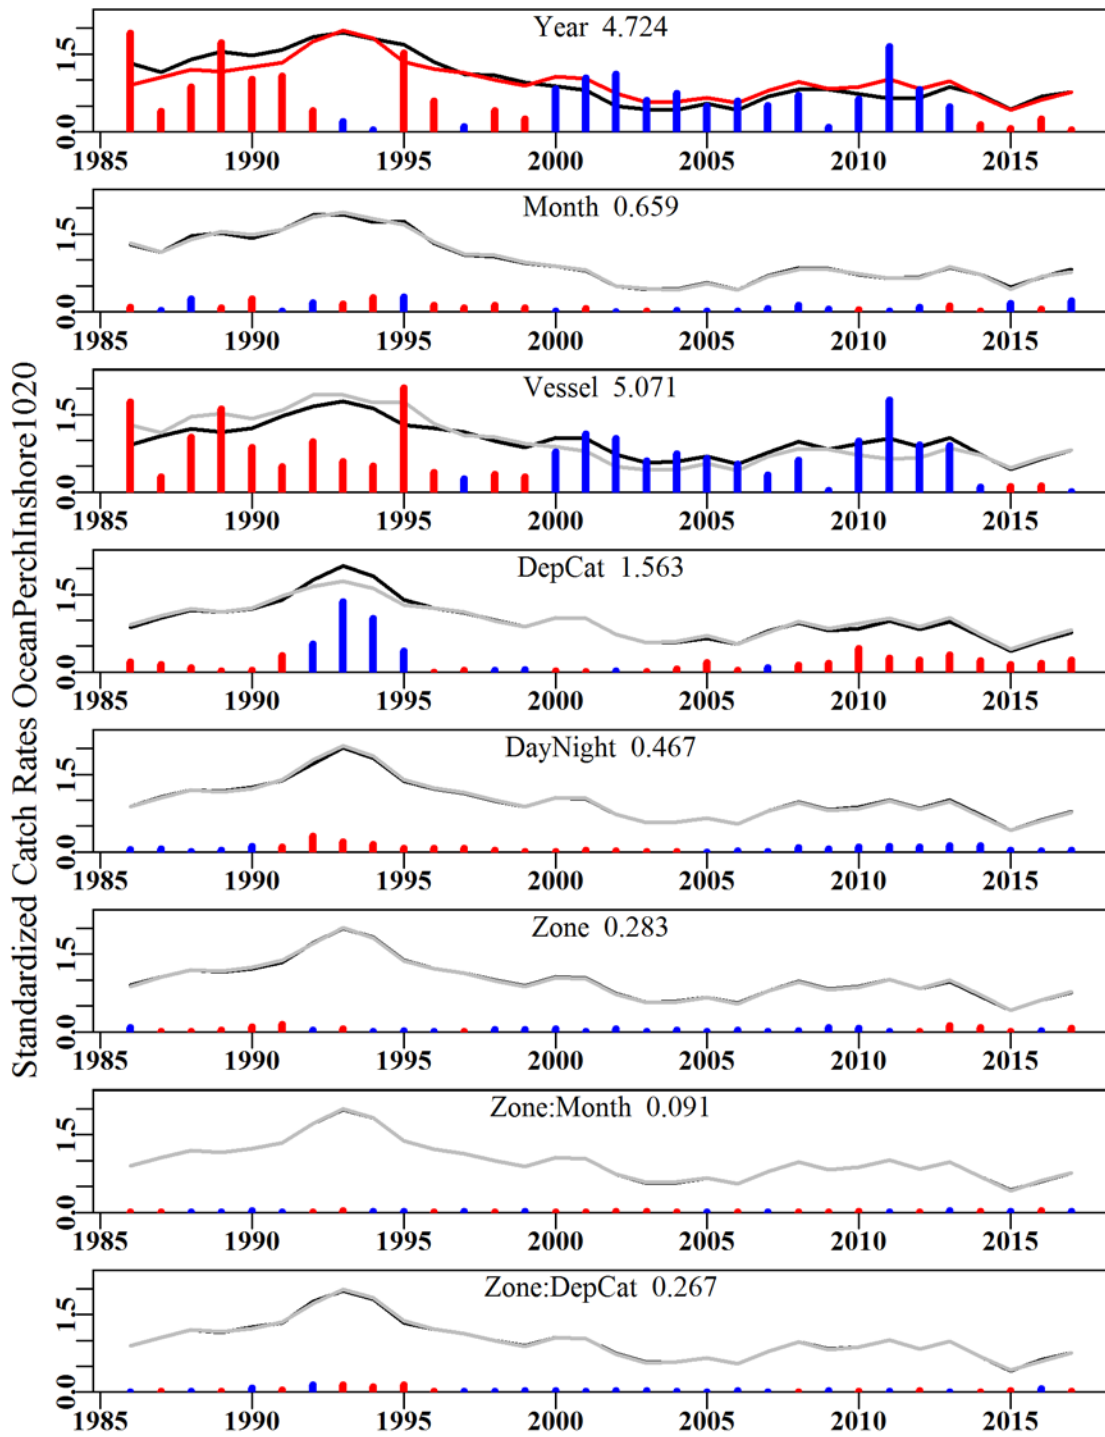 Standardized Catch Rates OceanPerchInshore1020
Year 4.724
0.0 1.5
1985 1990 1995 2000 2005 2010 2015
Month 0.659
0.0 1.5
1985 1990 1995 2000 2005 2010 2015
Vessel 5.071
0.0 1.5
1985 1990 1995 2000 2005 2010 2015
DepCat 1.563
0.0 1.5
1985 1990 1995 2000 2005 2010 2015
DayNight 0.467
0.0 1.5
1985 1990 1995 2000 2005 2010 2015
Zone 0.283
0.0 1.5
1985 1990 1995 2000 2005 2010 2015
Zone:Month 0.091
0.0 1.5
1985 1990 1995 2000 2005 2010 2015
Zone:DepCat 0.267
0.0 1.5
1985 1990 1995 2000 2005 2010 2015